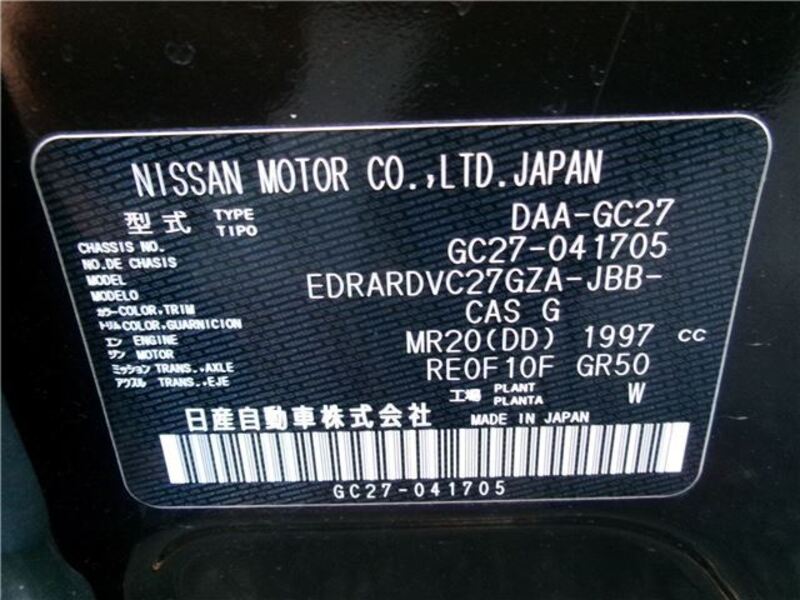 NISSAN MOTOR CO.,LTD.JAPAN
型式 TYPE TIPO DAA-GC27
CHASSIS NO. NO.DE CHASIS GC27-041705
MODEL MODELO EDRARDVC27GZA-JBB-
カラー COLOR,TRIM トリム COLOR,GUARNICION CAS G
エンジン ENGINE MOTOR MR20(DD) 1997 CC
ミッション TRANS.,AXLE アクスル TRANS.,EJE RE0F10F GR50
工場 PLANT PLANTA W
日産自動車株式会社 MADE IN JAPAN
GC27-041705